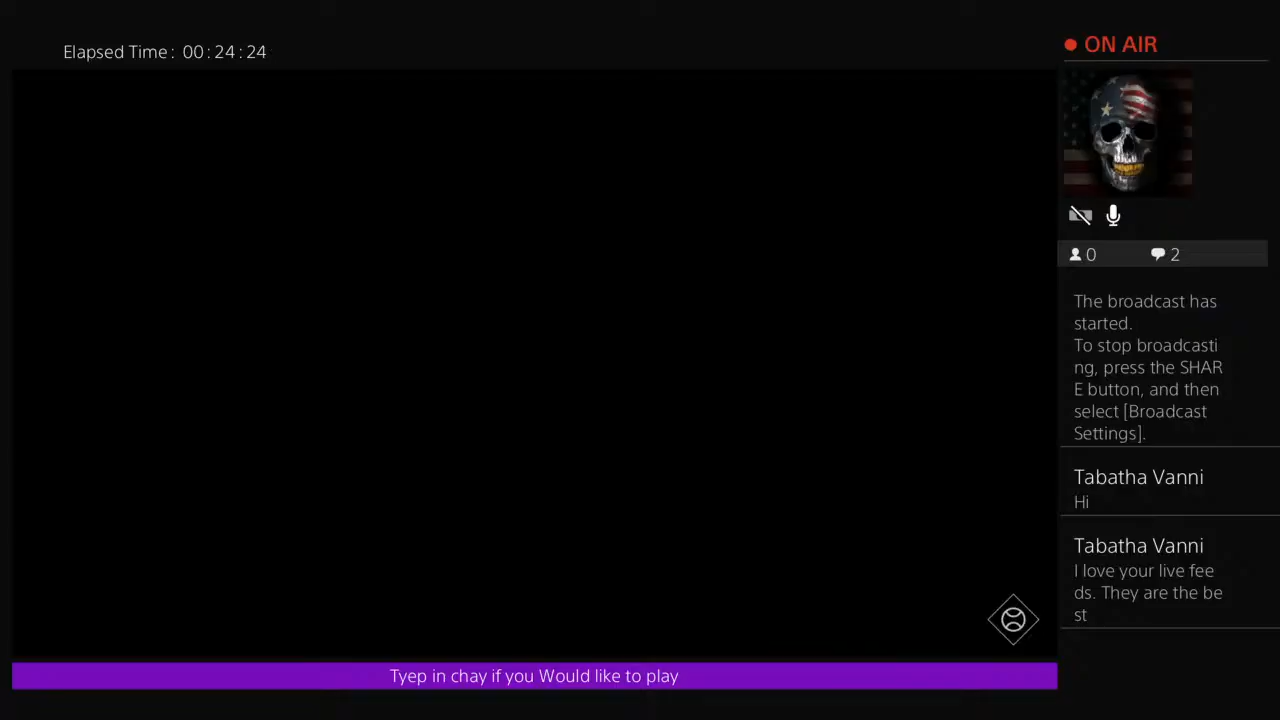 Elapsed Time: 00:24:24
ON AIR
0 2
The broadcast has
started.
To stop broadcasti
ng, press the SHAR
E button, and then
select [Broadcast
Settings].
Tabatha Vanni
Hi
Tabatha Vanni
I love your live fee
ds. They are the be
st
Tyep in chay if you Would like to play